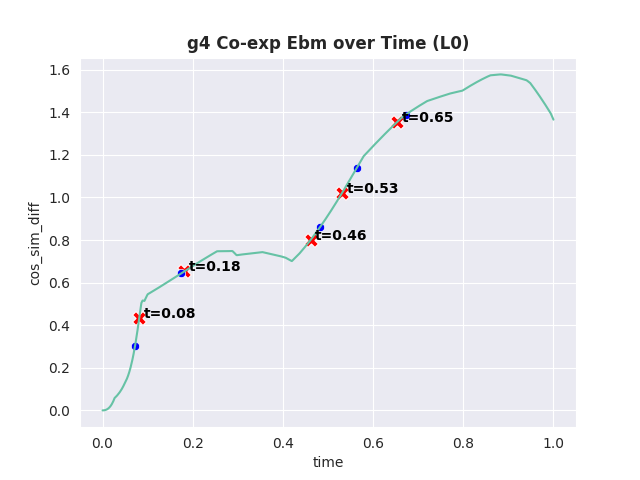 g4 Co-exp Ebm over Time (L0)
cos_sim_diff
1.6
1.4
1.2
1.0
0.8
0.6
0.4
0.2
0.0
t=0.65
t=0.53
t=0.46
t=0.18
t=0.08
0.0 0.2 0.4 0.6 0.8 1.0
time